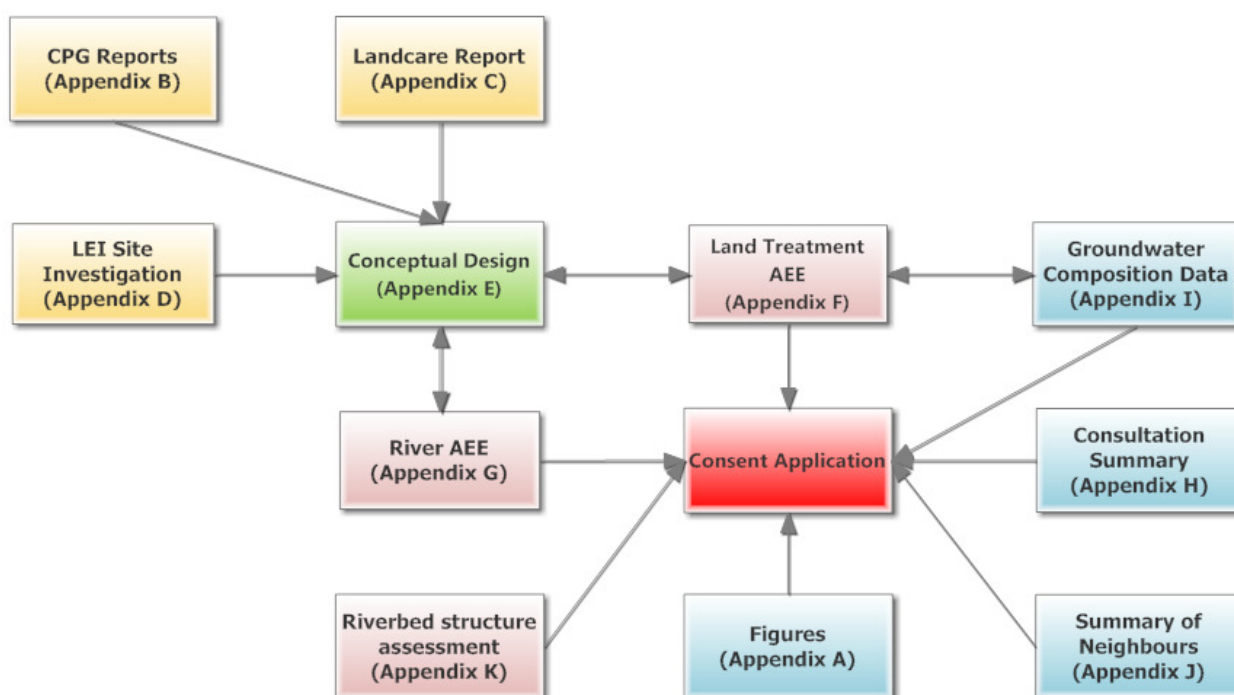 CPG Reports
(Appendix B)
Landcare Report
(Appendix C)
LEI Site
Investigation
(Appendix D)
Conceptual Design
(Appendix E)
Land Treatment
AEE
(Appendix F)
Groundwater
Composition Data
(Appendix I)
River AEE
(Appendix G)
Consent Application
Consultation
Summary
(Appendix H)
Riverbed structure
assessment
(Appendix K)
Figures
(Appendix A)
Summary of
Neighbours
(Appendix J)